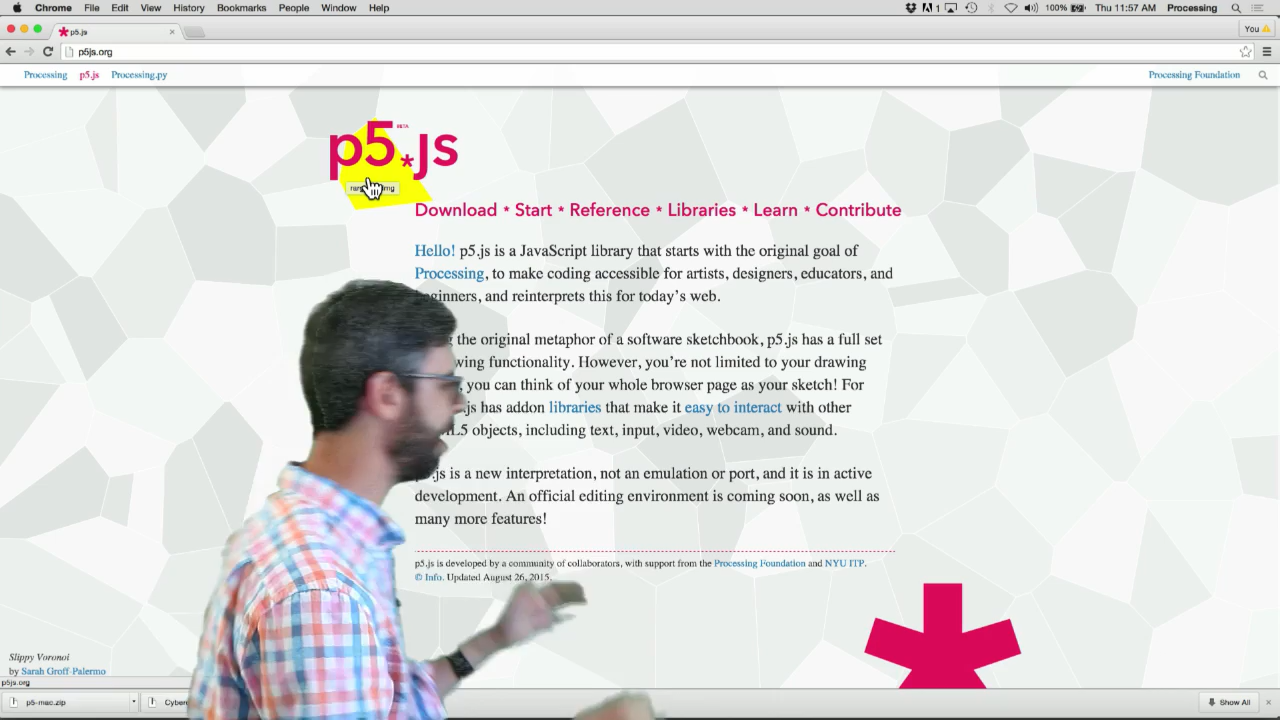 Chrome File Edit View History Bookmarks People Window Help
1 100% Thu 11:57 AM Processing
p5.js
You
p5js.org
Processing p5.js Processing.py
Processing Foundation
BETA
p5.js
Download * Start * Reference * Libraries * Learn * Contribute
Hello! p5.js is a JavaScript library that starts with the original goal of
Processing, to make coding accessible for artists, designers, educators, and
beginners, and reinterprets this for today's web.
the original metaphor of a software sketchbook, p5.js has a full set
functionality. However, you're not limited to your drawing
you can think of your whole browser page as your sketch! For
has addon libraries that make it easy to interact with other
objects, including text, input, video, webcam, and sound.
is a new interpretation, not an emulation or port, and it is in active
development. An official editing environment is coming soon, as well as
many more features!
p5.js is developed by a community of collaborators, with support from the Processing Foundation and NYU ITP.
© Info. Updated August 26, 2015.
Slippy Voronoi
by Sarah Groff-Palermo
p5js.org
p5-mac.zip
Show All